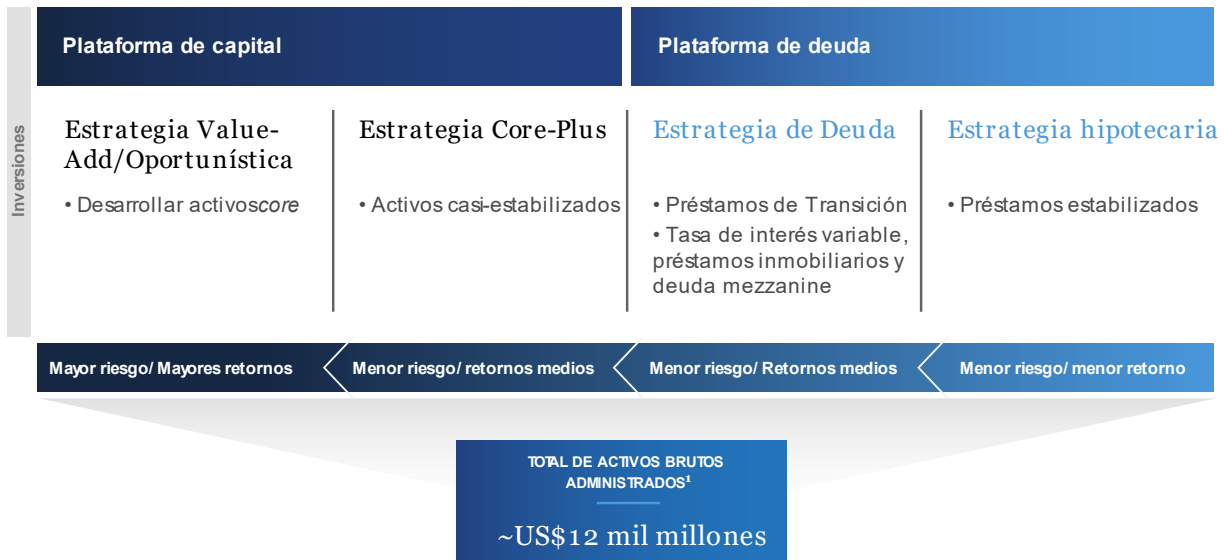 Plataforma de capital
Plataforma de deuda
Inversiones
Estrategia Value-
Add/Oportunística
• Desarrollar activoscore
Estrategia Core-Plus
• Activos casi-estabilizados
Estrategia de Deuda
• Préstamos de Transición
• Tasa de interés variable,
préstamos inmobiliarios y
deuda mezzanine
Estrategia hipotecaria
• Préstamos estabilizados
Mayor riesgo/ Mayores retornos
Menor riesgo/ retornos medios
Menor riesgo/ Retornos medios
Menor riesgo/ menor retorno
TOTAL DE ACTIVOS BRUTOS
ADMINISTRADOS¹
~US$12 mil millones